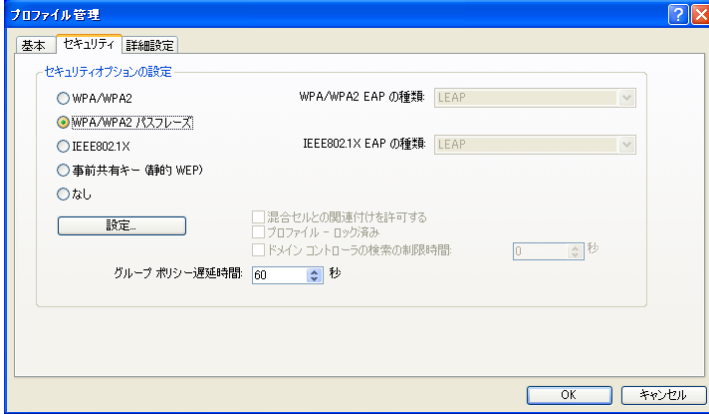 プロファイル管理
基本 セキュリティ 詳細設定
セキュリティオプションの設定
WPA/WPA2 WPA/WPA2 EAP の種類: LEAP
WPA/WPA2 パスフレーズ
IEEE802.1X IEEE802.1X EAP の種類: LEAP
事前共有キー (静的 WEP)
なし
設定... 混合セルとの関連付けを許可する
プロファイル - ロック済み
ドメイン コントローラの検索の制限時間: 0 秒
グループ ポリシー遅延時間: 60 秒
OK キャンセル